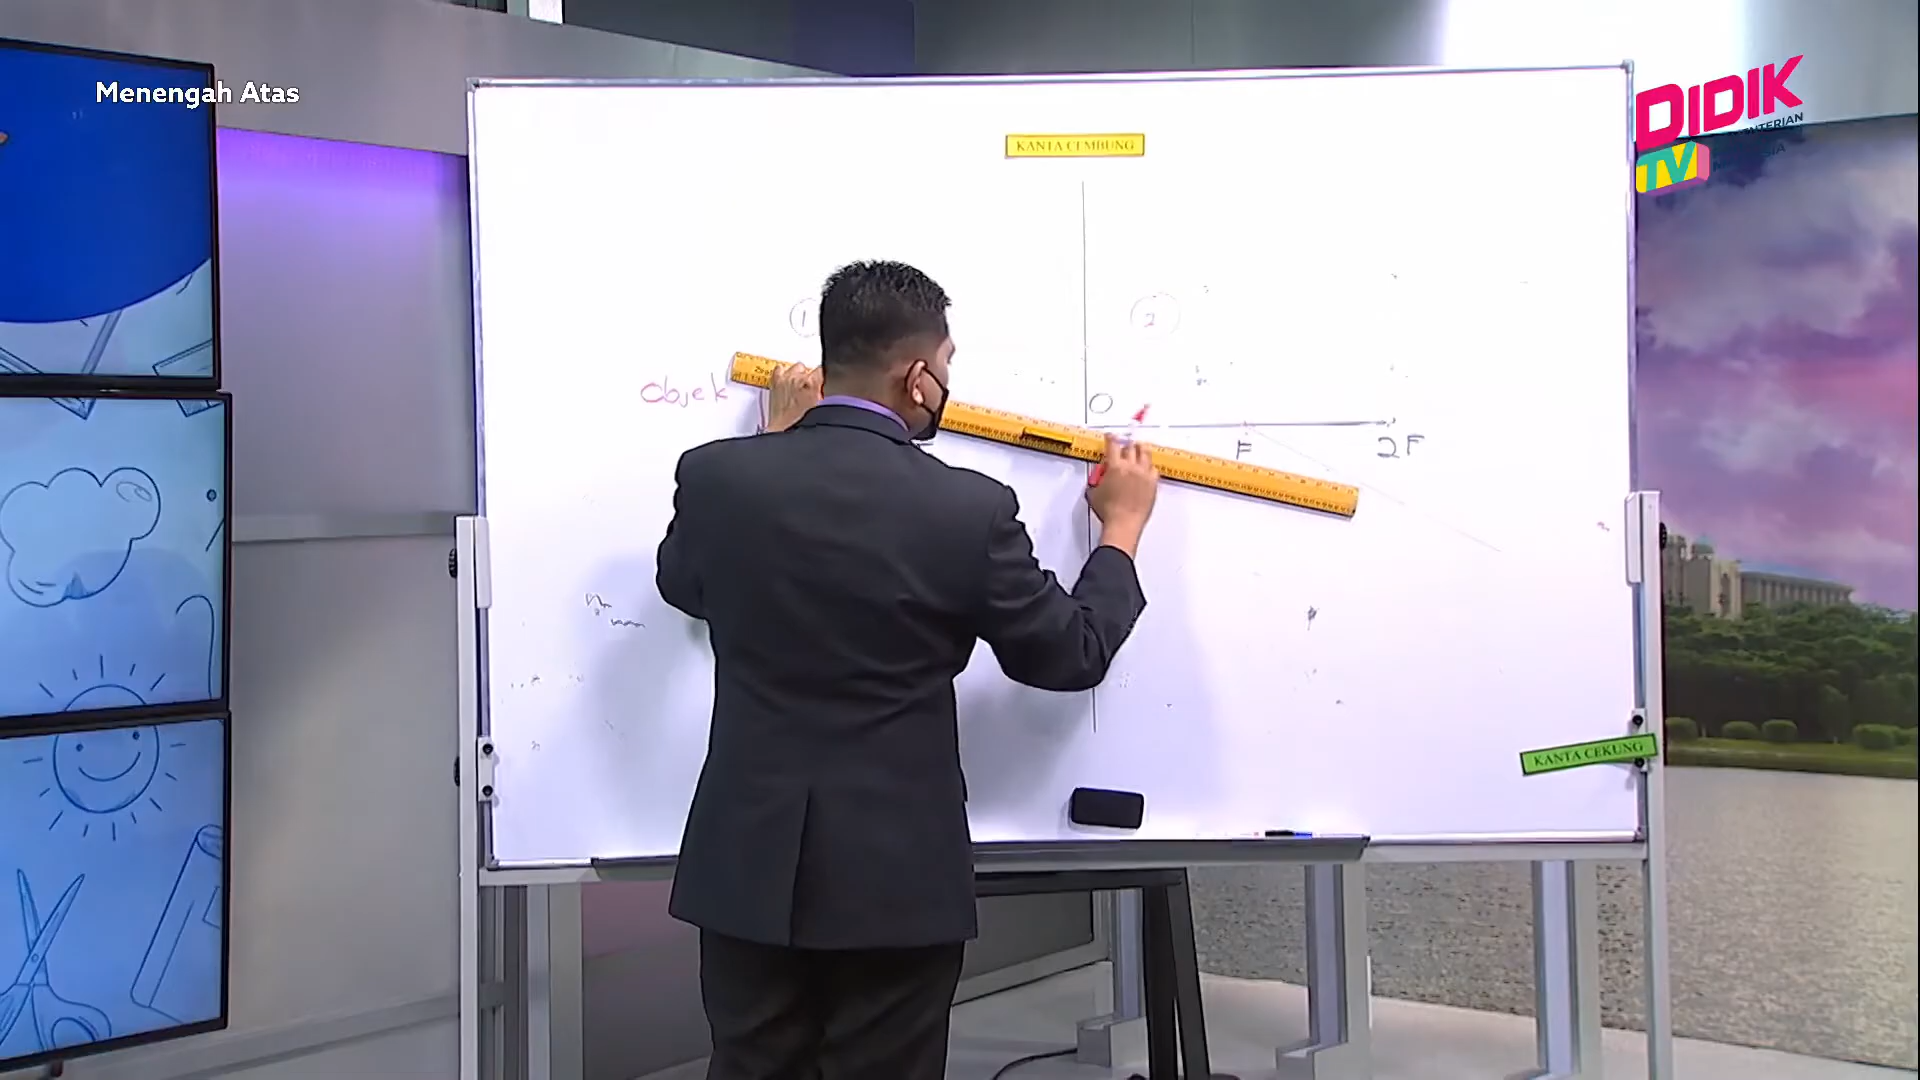 Menengah Atas
DIDIK
TV
KANTA CEMBUNG
1
2
Objek
O
F
2F
KANTA CEKUNG